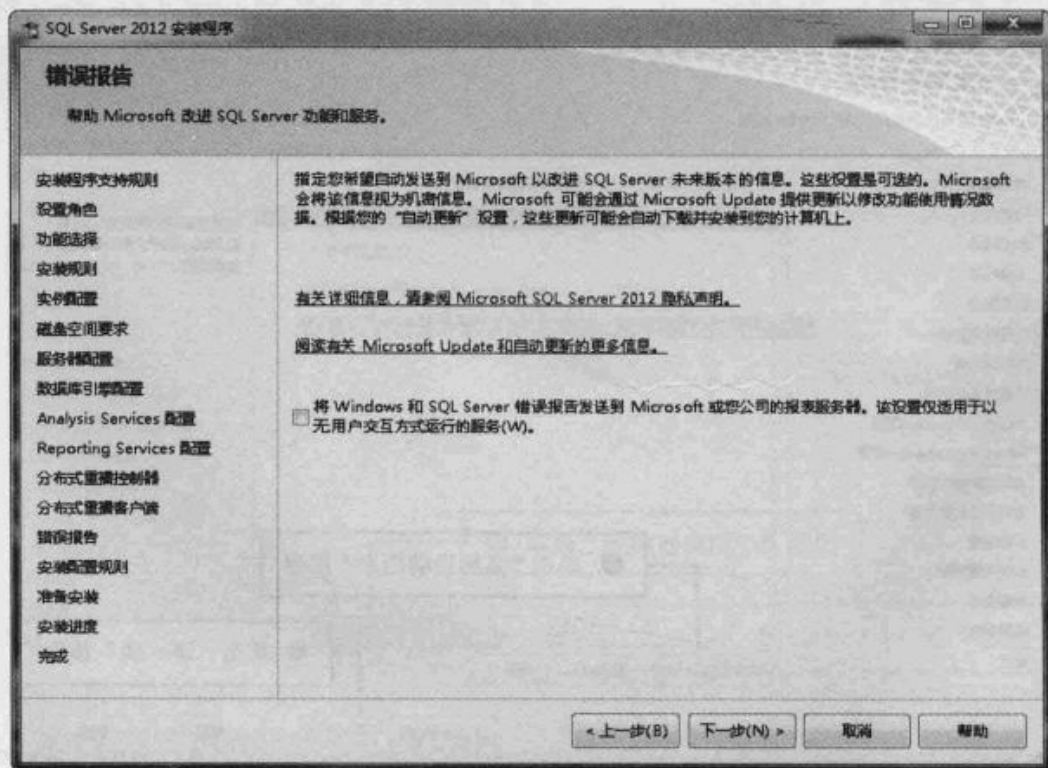 SQL Server 2012 安装程序
错误报告
帮助 Microsoft 改进 SQL Server 功能和服务。
安装程序支持规则
设置角色
功能选择
安装规则
实例配置
磁盘空间要求
服务器配置
数据库引擎配置
Analysis Services 配置
Reporting Services 配置
分布式重播控制器
分布式重播客户端
错误报告
安装配置规则
准备安装
安装进度
完成
指定您希望自动发送到 Microsoft 以改进 SQL Server 未来版本的信息。这些设置是可选的。Microsoft
会将该信息视为机密信息。Microsoft 可能会通过 Microsoft Update 提供更新以修改功能使用情况数
据。根据您的“自动更新”设置，这些更新可能会自动下载并安装到您的计算机上。
有关详细信息，请参阅 Microsoft SQL Server 2012 隐私声明。
阅读有关 Microsoft Update 和自动更新的更多信息。
将 Windows 和 SQL Server 错误报告发送到 Microsoft 或您公司的报表服务器。该设置仅适用于以
无用户交互方式运行的服务(W)。
< 上一步(B)
下一步(N) >
取消
帮助